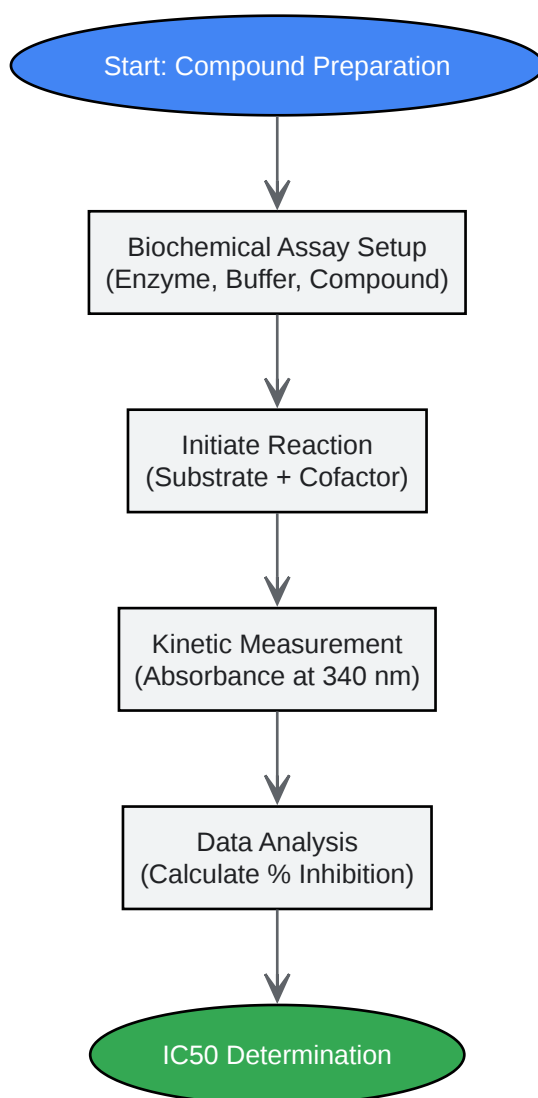 Start: Compound Preparation
Biochemical Assay Setup
(Enzyme, Buffer, Compound)
Initiate Reaction
(Substrate + Cofactor)
Kinetic Measurement
(Absorbance at 340 nm)
Data Analysis
(Calculate % Inhibition)
IC50 Determination